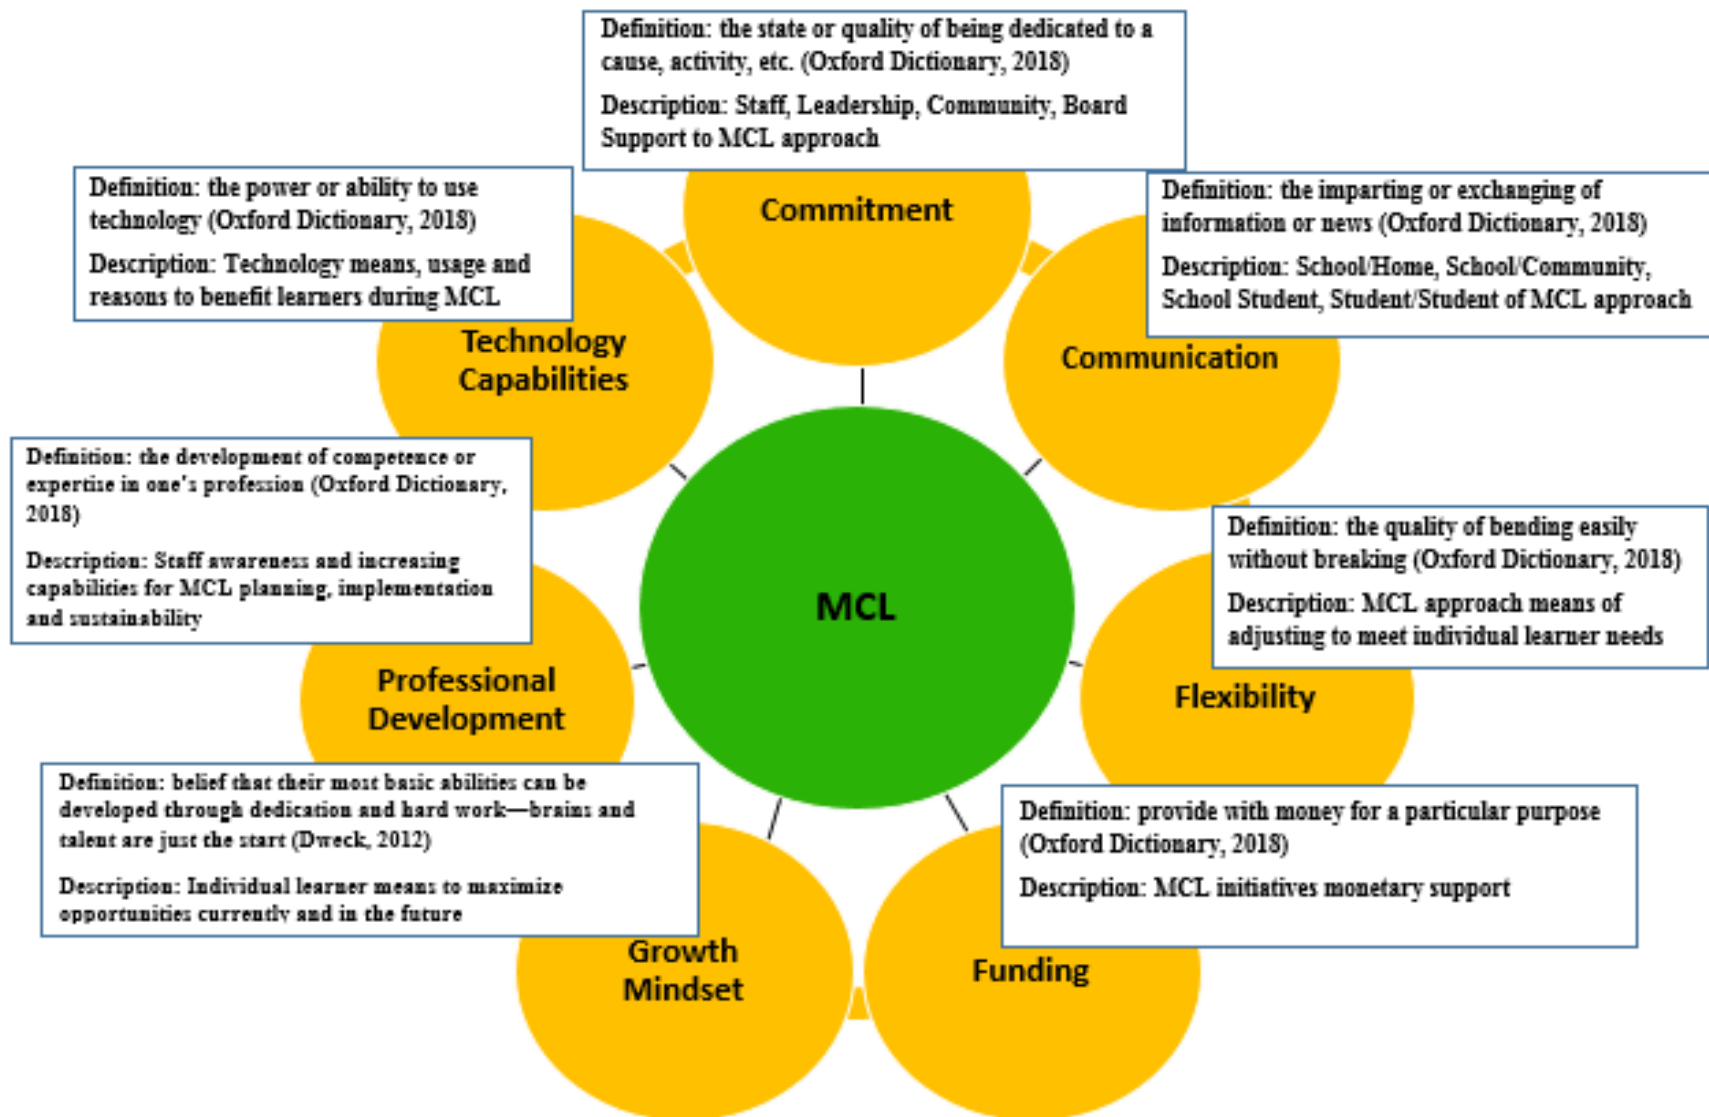 Definition: the state or quality of being dedicated to a
cause, activity, etc. (Oxford Dictionary, 2018)
Description: Staff, Leadership, Community, Board
Support to MCL approach
Commitment
Definition: the imparting or exchanging of
information or news (Oxford Dictionary, 2018)
Description: School/Home, School/Community,
School Student, Student/Student of MCL approach
Communication
Definition: the quality of bending easily
without breaking (Oxford Dictionary, 2018)
Description: MCL approach means of
adjusting to meet individual learner needs
Flexibility
Definition: provide with money for a particular purpose
(Oxford Dictionary, 2018)
Description: MCL initiatives monetary support
Funding
Definition: belief that their most basic abilities can be
developed through dedication and hard work—brains and
talent are just the start (Dweck, 2012)
Description: Individual learner means to maximize
opportunities currently and in the future
Growth
Mindset
Definition: the development of competence or
expertise in one's profession (Oxford Dictionary,
2018)
Description: Staff awareness and increasing
capabilities for MCL planning, implementation
and sustainability
Professional
Development
Definition: the power or ability to use
technology (Oxford Dictionary, 2018)
Description: Technology means, usage and
reasons to benefit learners during MCL
Technology
Capabilities
MCL